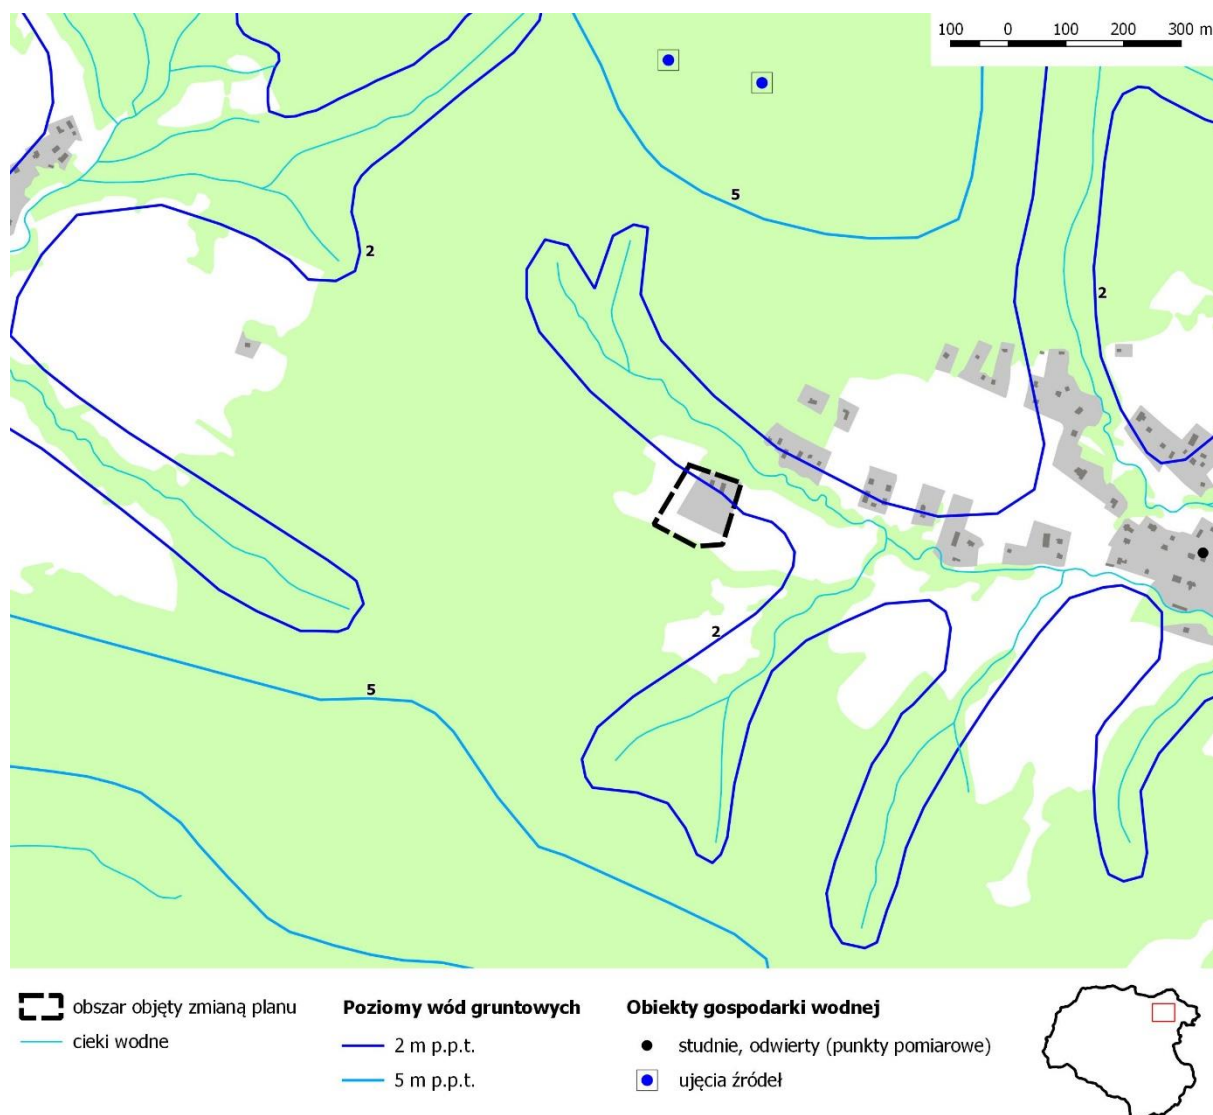 100 0 100 200 300 m
5
2
2
2
5
obszar objęty zmianą planu
cieki wodne
Poziomy wód gruntowych
2 m p.p.t.
5 m p.p.t.
Obiekty gospodarki wodnej
studnie, odwierty (punkty pomiarowe)
ujęcia źródeł